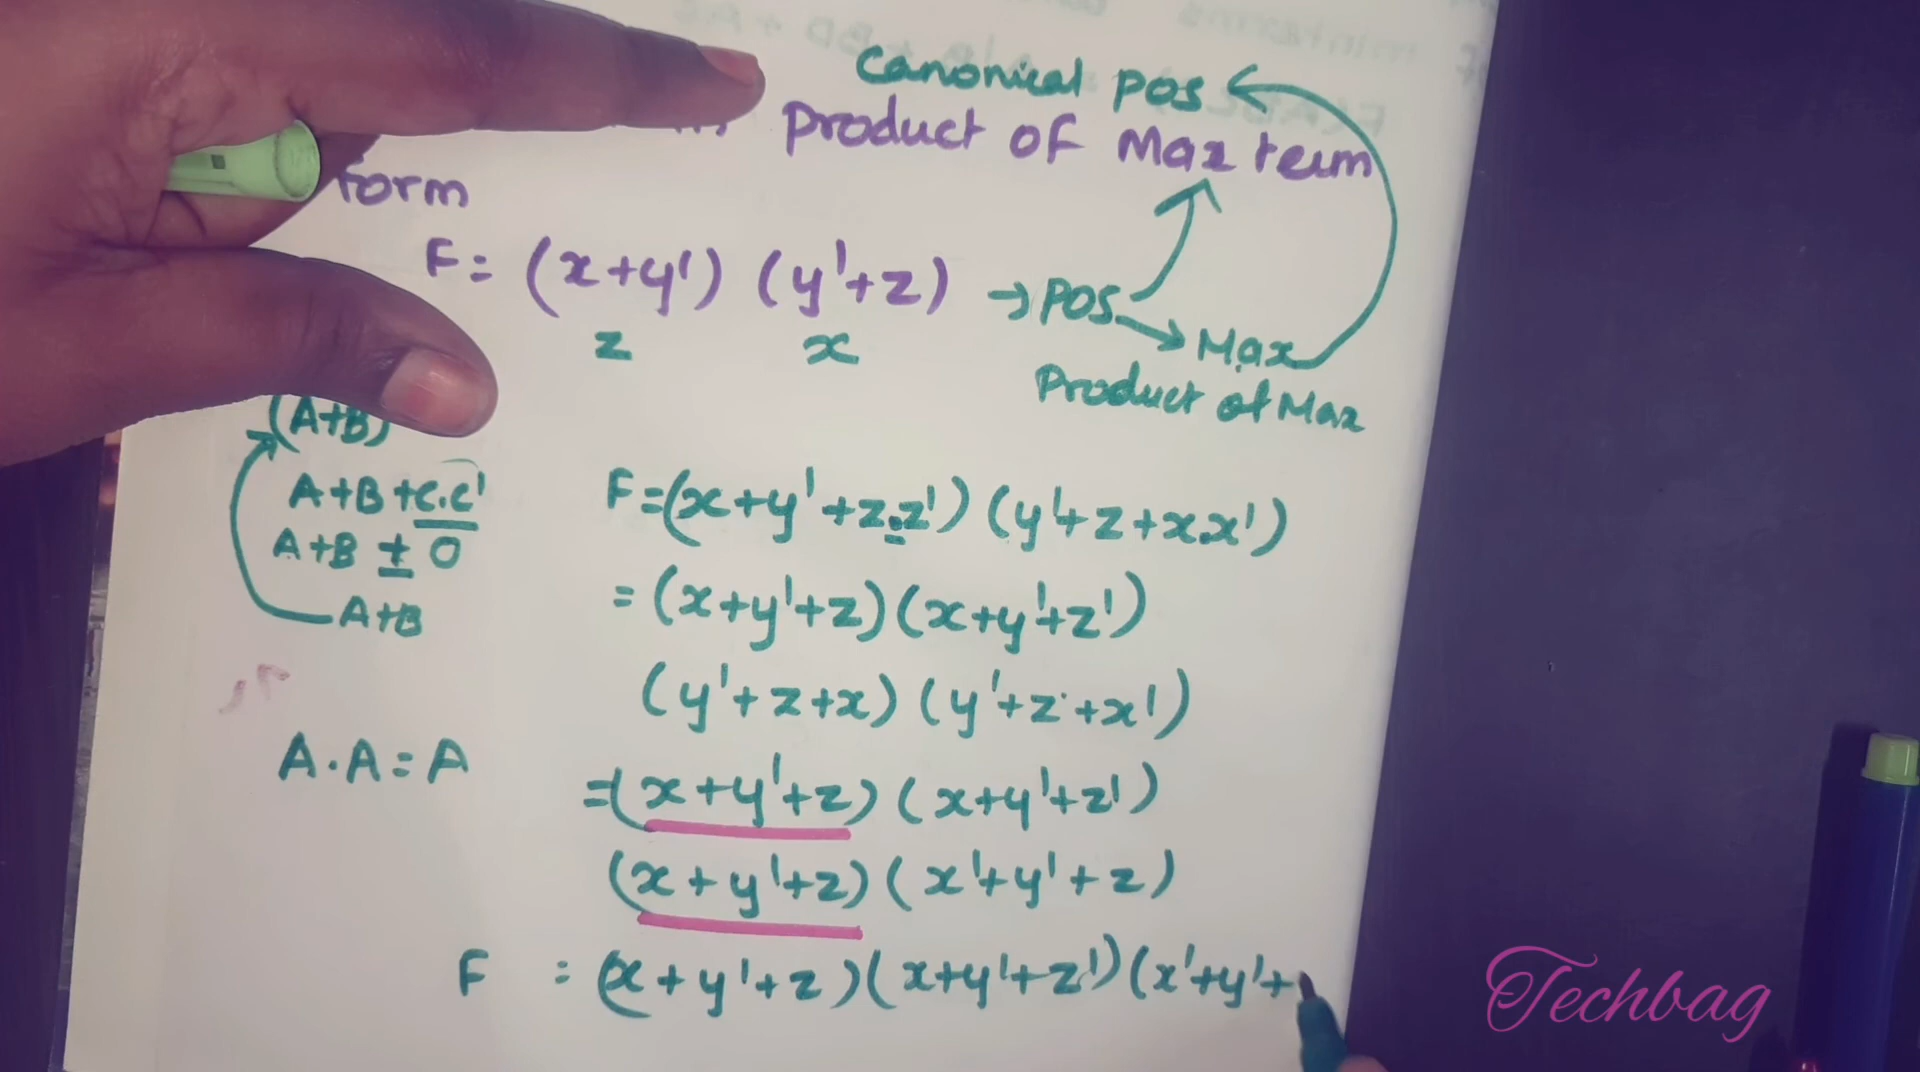 Canonical POS
Product of Max term
form
F= (x+y') (y'+z) → POS
z x
Max
Product of Max
(A+B)
A+B+C.C'
A+B + 0
A+B
F=(x+y'+z.z') (y'+z+x.x')
= (x+y'+z)(x+y'+z')
(y'+z+x) (y'+z+x')
A.A=A
=(x+y'+z)(x+y'+z')
(x+y'+z)(x'+y'+z)
F = (x+y'+z)(x+y'+z')(x'+y'+
Techbag